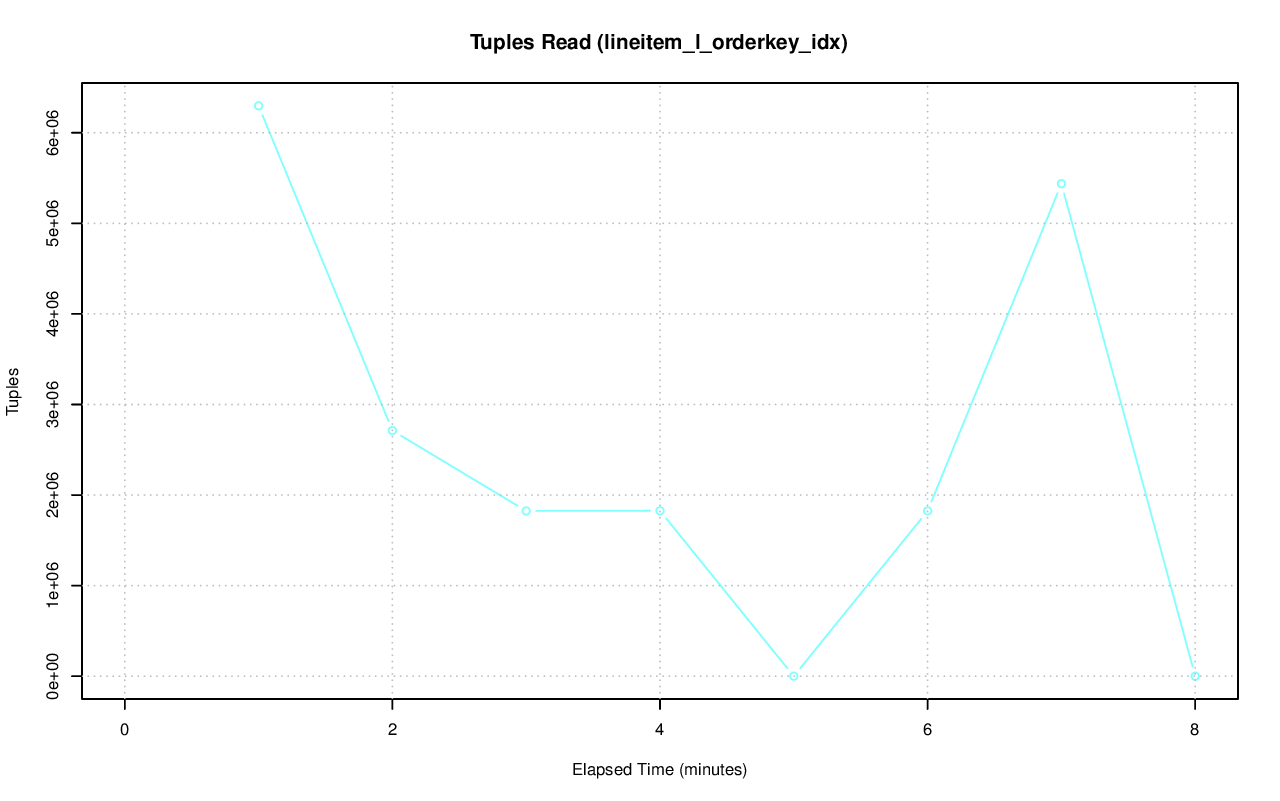 Tuples Read (lineitem_l_orderkey_idx)
6e+06
5e+06
4e+06
3e+06
2e+06
1e+06
0e+00
Tuples
0 2 4 6 8
Elapsed Time (minutes)